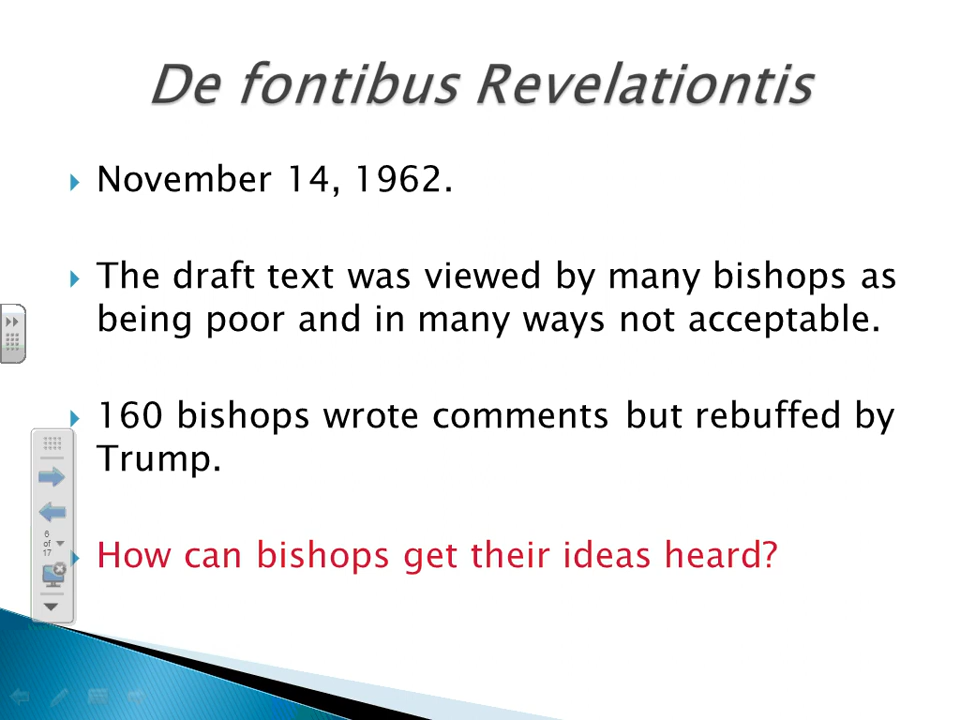 De fontibus Revelationtis
November 14, 1962.
The draft text was viewed by many bishops as
being poor and in many ways not acceptable.
160 bishops wrote comments but rebuffed by
Trump.
How can bishops get their ideas heard?
6
of
17